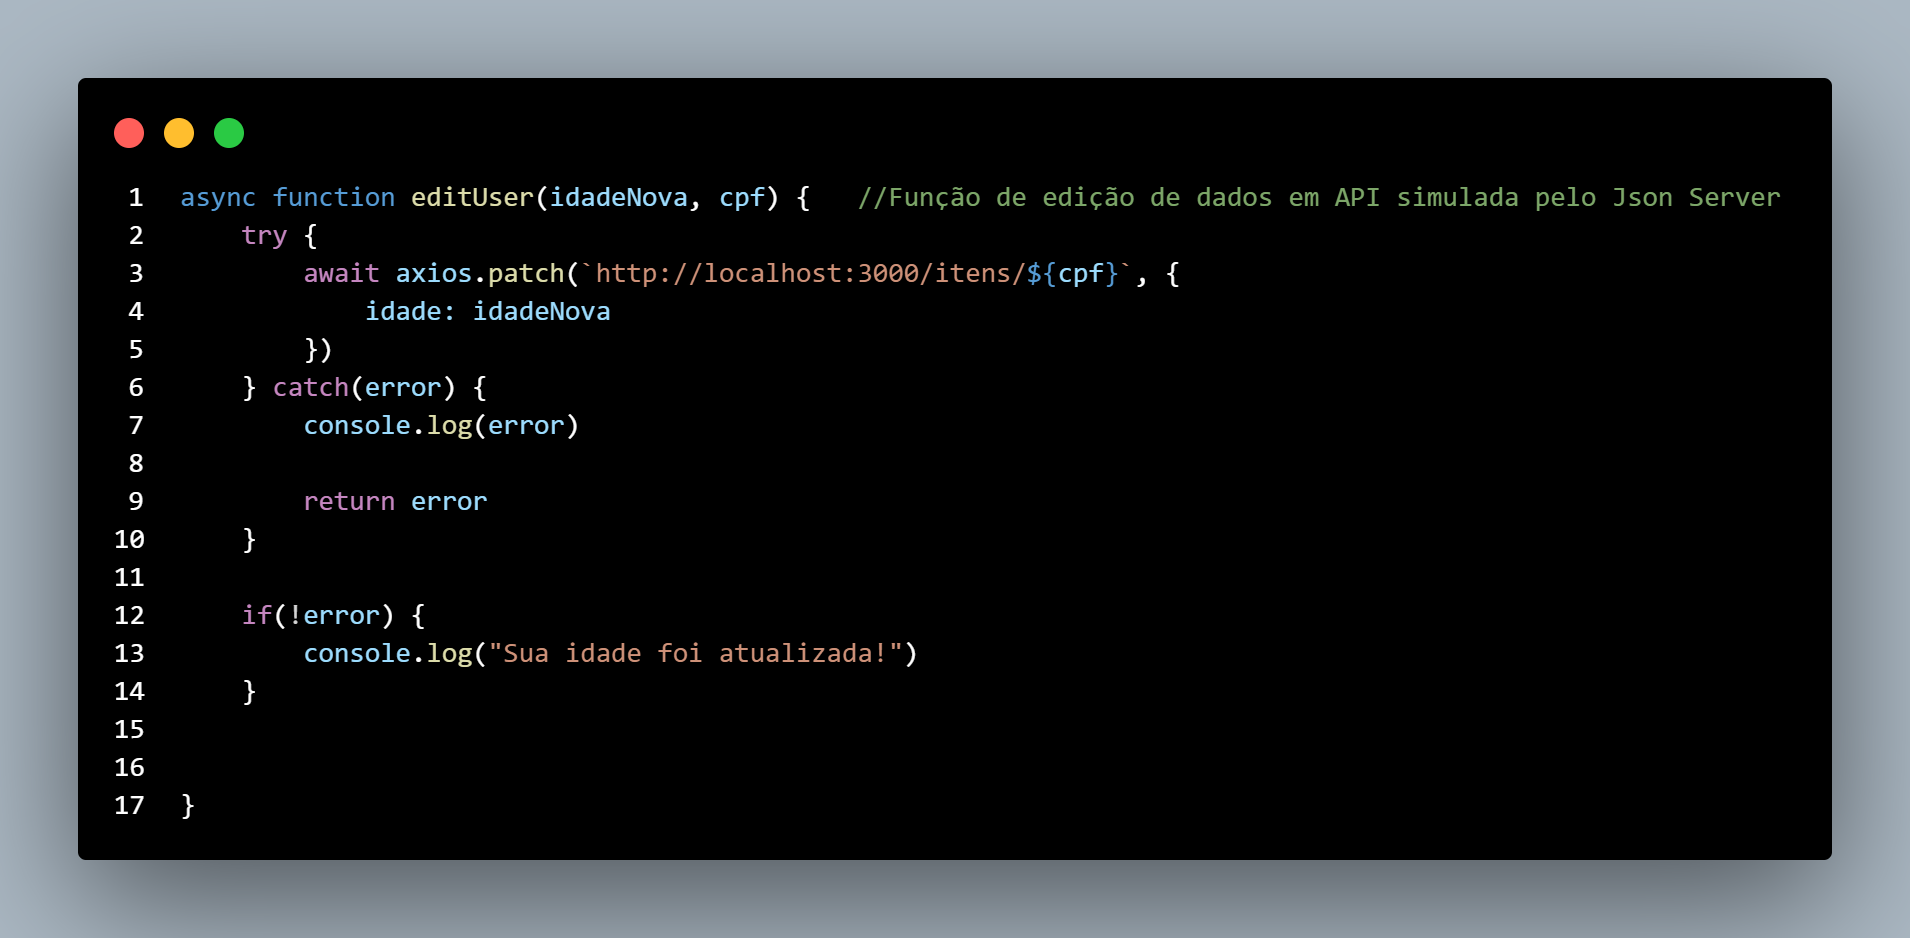 1 async function editUser(idadeNova, cpf) {   //Função de edição de dados em API simulada pelo Json Server
2     try {
3         await axios.patch(`http://localhost:3000/itens/${cpf}`, {
4             idade: idadeNova
5         })
6     } catch(error) {
7         console.log(error)
8
9         return error
10     }
11
12     if(!error) {
13         console.log("Sua idade foi atualizada!")
14     }
15
16
17 }